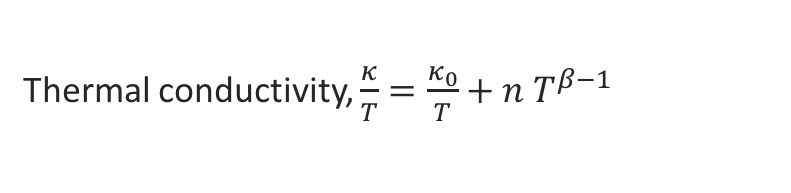 Thermal conductivity, κ/T = κ₀/T + n T^{β−1}